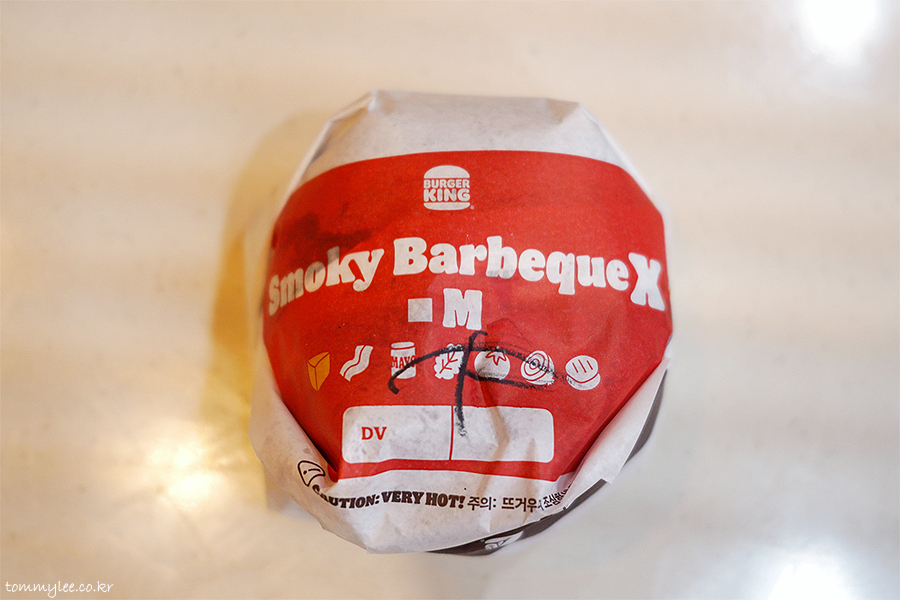 BURGER
KING
Smoky Barbeque X
M
MAYO
DV
CAUTION: VERY HOT! 주의: 뜨거우니
tommylee.co.kr